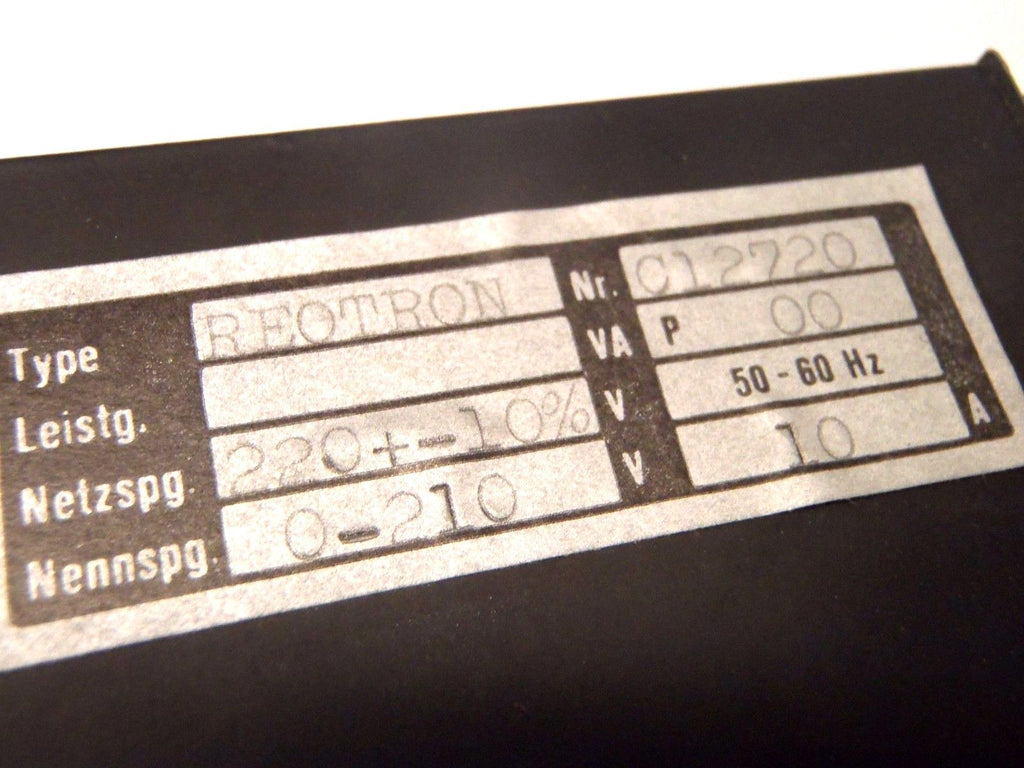 Type REOTRON Nr. C12720
Leistg. VA P 00
Netzspg. 220+-10% V 50-60 Hz
Nennspg. 0-210 V 10 A